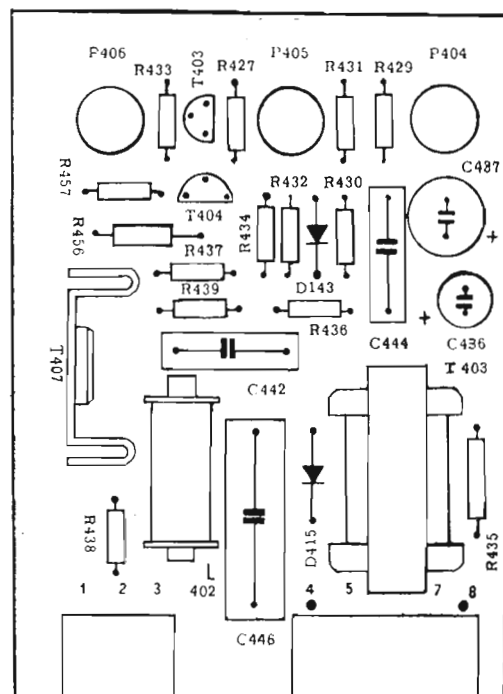 P406
R433
T403
R427
P405
R431
R429
P404
R457
T404
R456
R434
R432
R430
C487
+
R437
D143
R439
R436
+
C444
C436
T407
C442
T 403
R438
D415
R435
1 2 3 L 402
4 5 7 8
C446